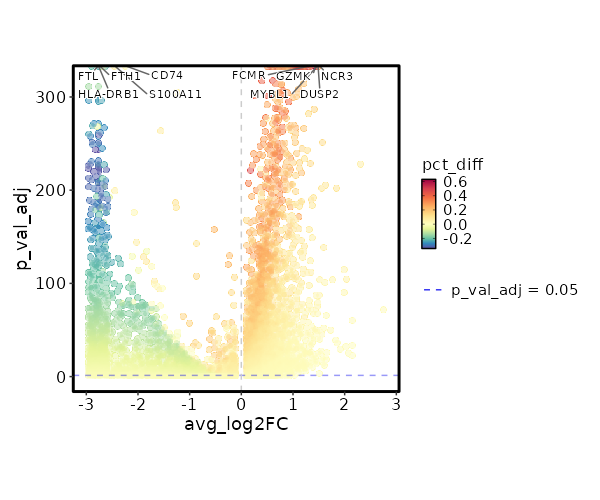 FTL FTH1 CD74 FCMR GZMK NCR3
HLA-DRB1 S100A11 MYBL1 DUSP2
300
200
100
0
p_val_adj
-3 -2 -1 0 1 2 3
avg_log2FC
pct_diff
0.6
0.4
0.2
0.0
-0.2
p_val_adj = 0.05